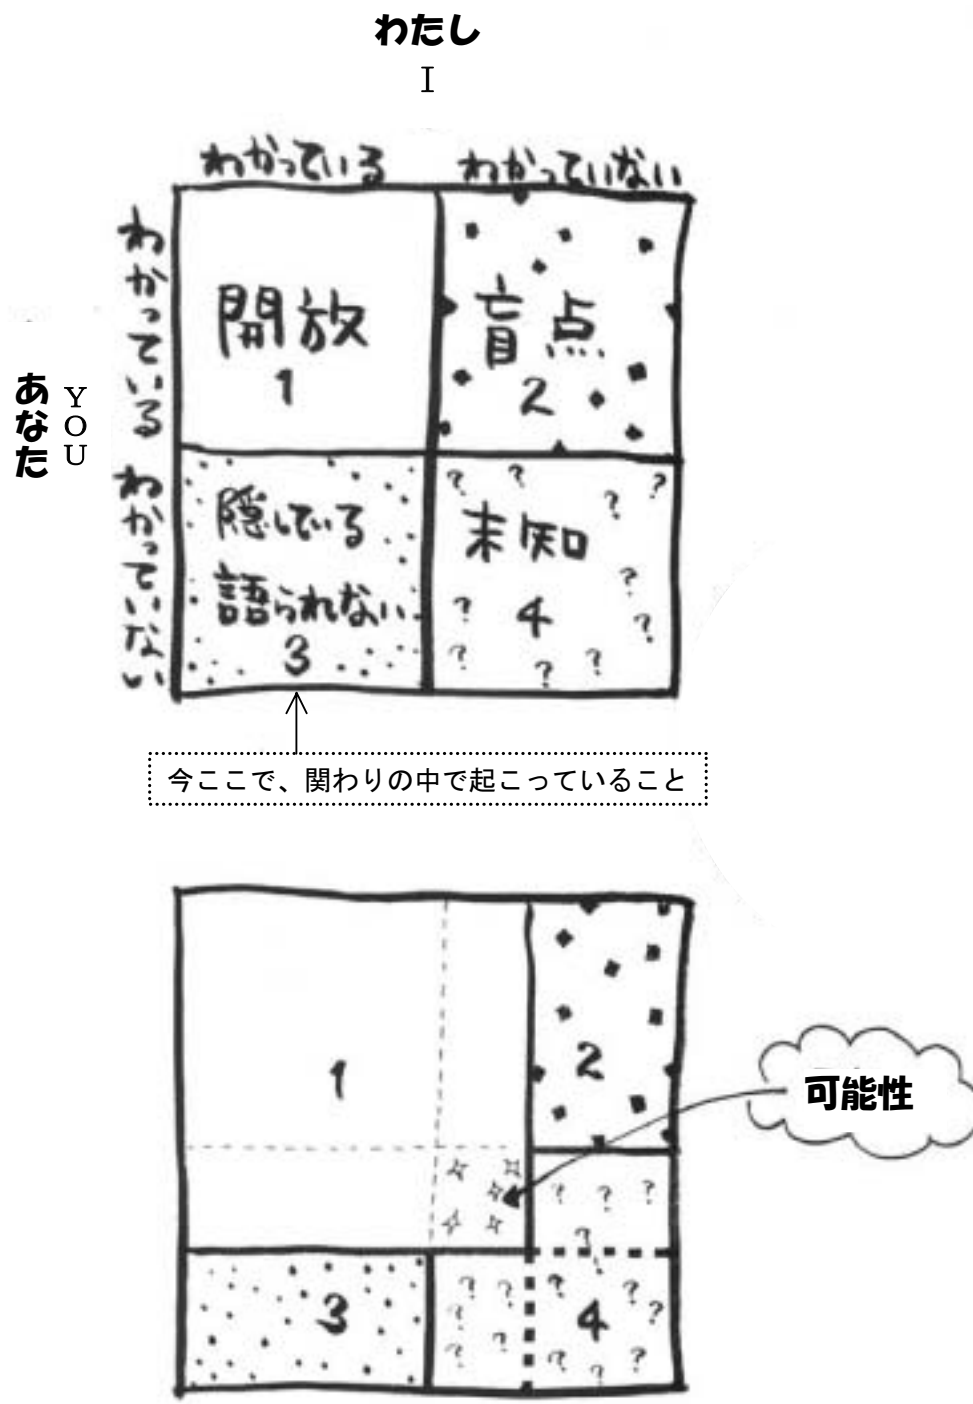 わたし
I
わかっている
わかっていない
あなた
YOU
わかっている
わかっていない
開放
1
盲点
2
隠している
語られない
3
? ? ? ?
未知
4
? ? ? ? ? ?
今ここで、関わりの中で起こっていること
1
2
可能性
? ? ? ?
3
? ? ? ? ?
4
? ? ? ? ? ?